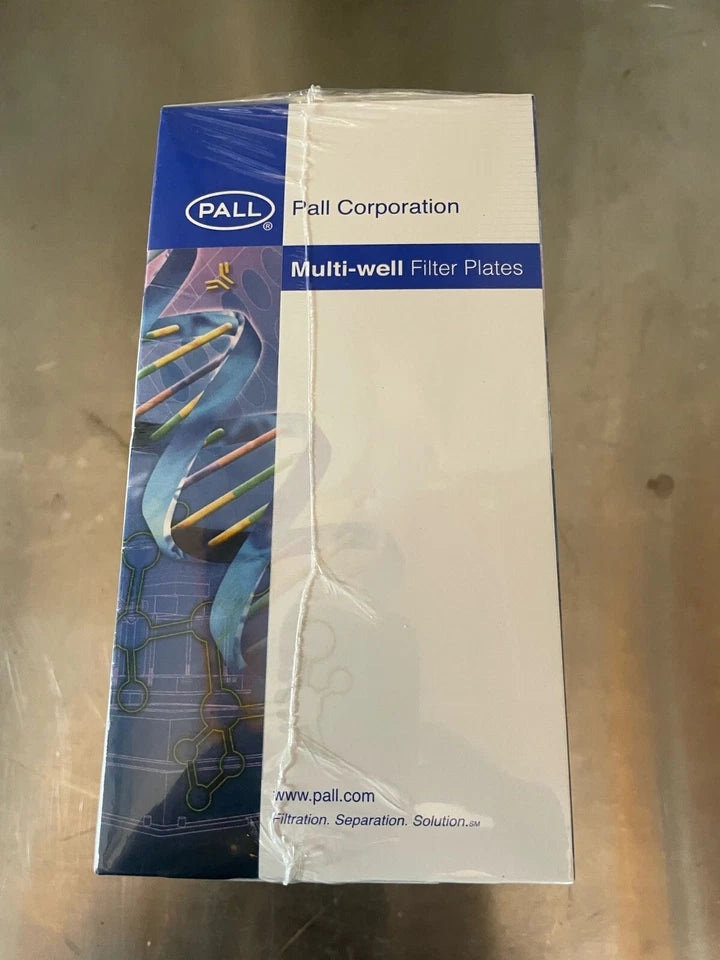 PALL®
Pall Corporation
Multi-well Filter Plates
www.pall.com
Filtration. Separation. Solution.SM